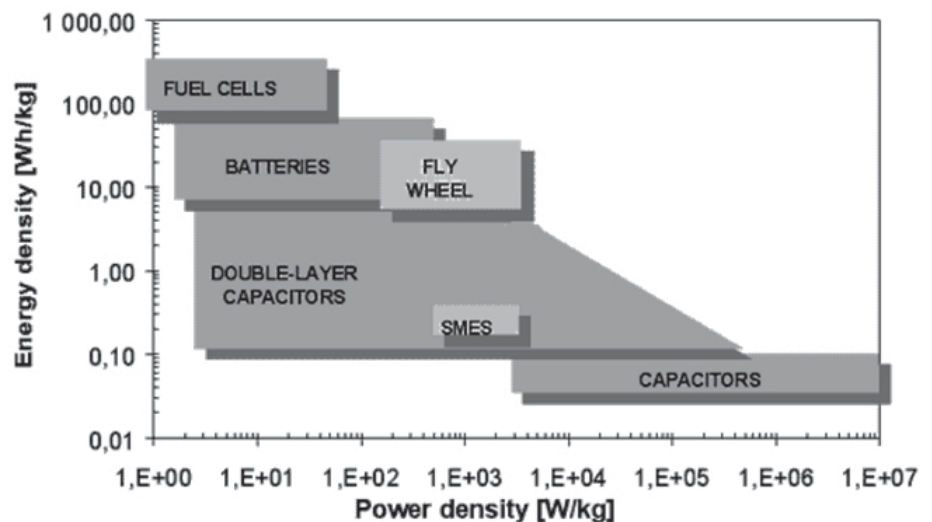 1 000,00
100,00
10,00
1,00
0,10
0,01
Energy density [Wh/kg]
FUEL CELLS
BATTERIES
FLY
WHEEL
DOUBLE-LAYER
CAPACITORS
SMES
CAPACITORS
1,E+00 1,E+01 1,E+02 1,E+03 1,E+04 1,E+05 1,E+06 1,E+07
Power density [W/kg]